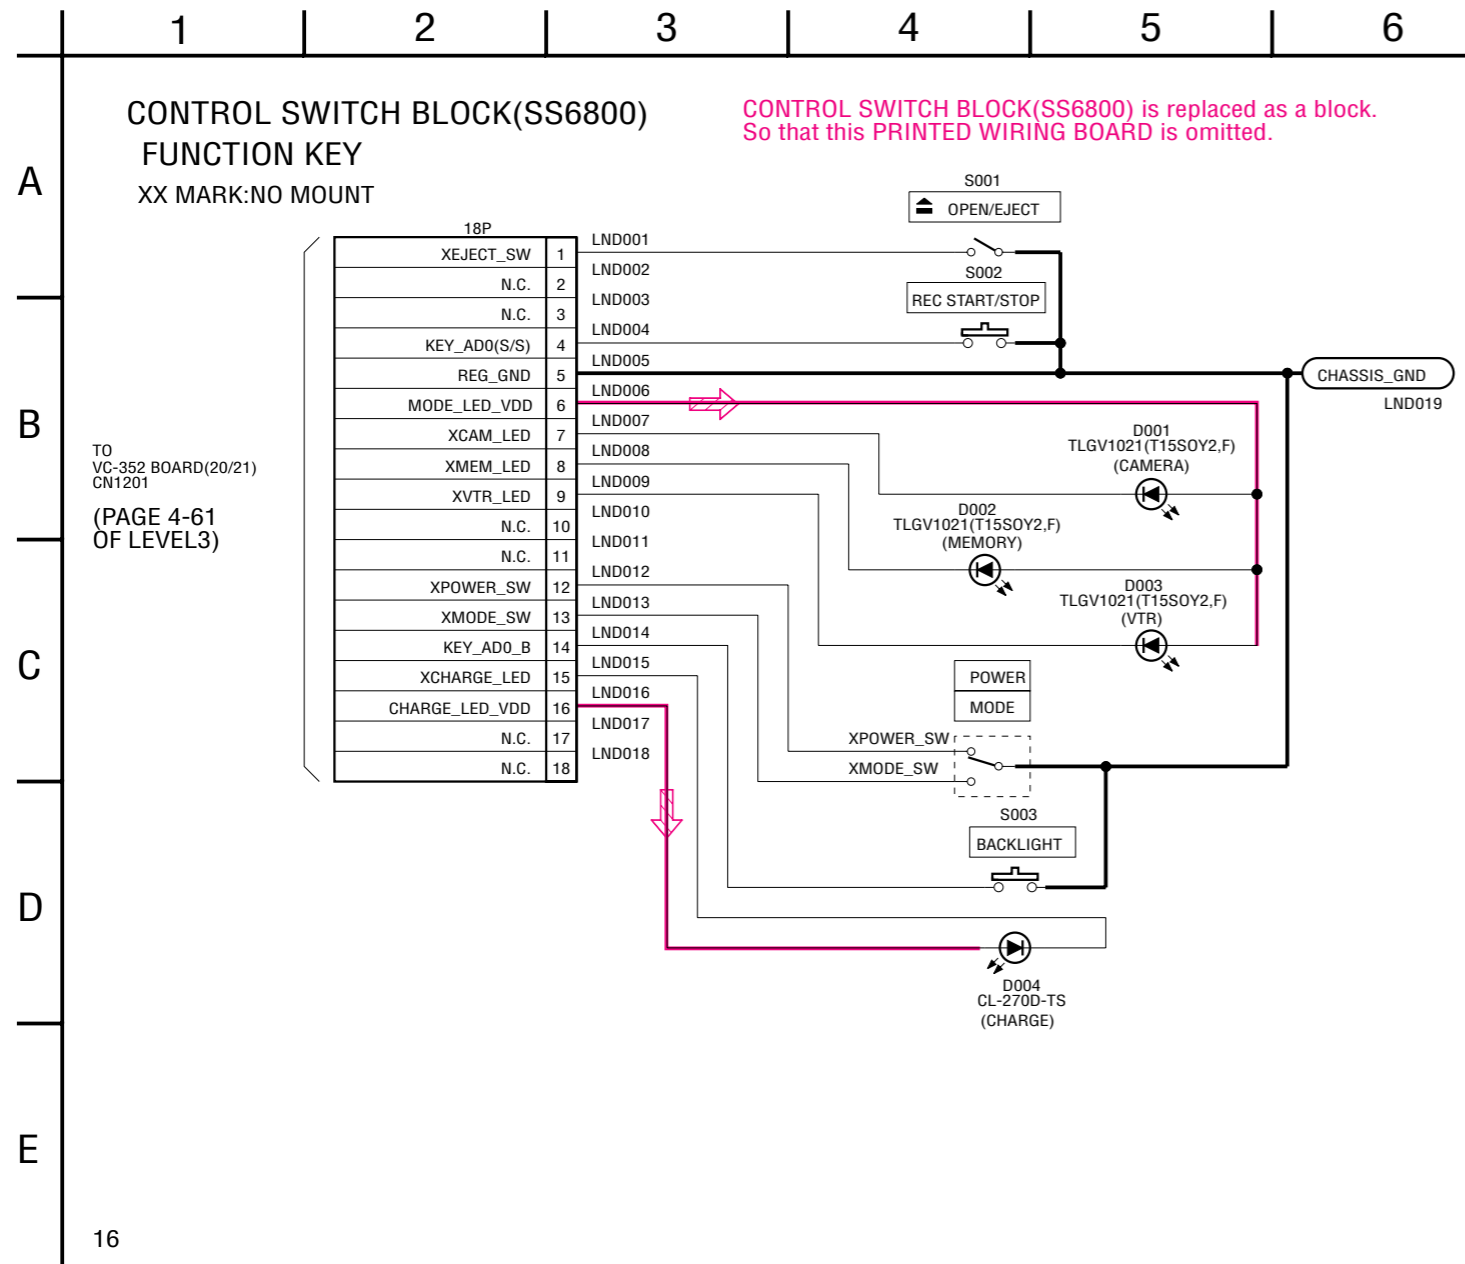 1 2 3 4 5 6
CONTROL SWITCH BLOCK(SS6800)
FUNCTION KEY
XX MARK:NO MOUNT
CONTROL SWITCH BLOCK(SS6800) is replaced as a block.
So that this PRINTED WIRING BOARD is omitted.
A
B
C
D
E
TO
VC-352 BOARD(20/21)
CN1201
(PAGE 4-61
OF LEVEL3)
18P
XEJECT_SW 1 LND001
N.C. 2 LND002
N.C. 3 LND003
KEY_AD0(S/S) 4 LND004
REG_GND 5 LND005
MODE_LED_VDD 6 LND006
XCAM_LED 7 LND007
XMEM_LED 8 LND008
XVTR_LED 9 LND009
N.C. 10 LND010
N.C. 11 LND011
XPOWER_SW 12 LND012
XMODE_SW 13 LND013
KEY_AD0_B 14 LND014
XCHARGE_LED 15 LND015
CHARGE_LED_VDD 16 LND016
N.C. 17 LND017
N.C. 18 LND018
S001
OPEN/EJECT
S002
REC START/STOP
CHASSIS_GND
LND019
D001
TLGV1021(T15SOY2,F)
(CAMERA)
D002
TLGV1021(T15SOY2,F)
(MEMORY)
D003
TLGV1021(T15SOY2,F)
(VTR)
POWER
MODE
XPOWER_SW
XMODE_SW
S003
BACKLIGHT
D004
CL-270D-TS
(CHARGE)
16